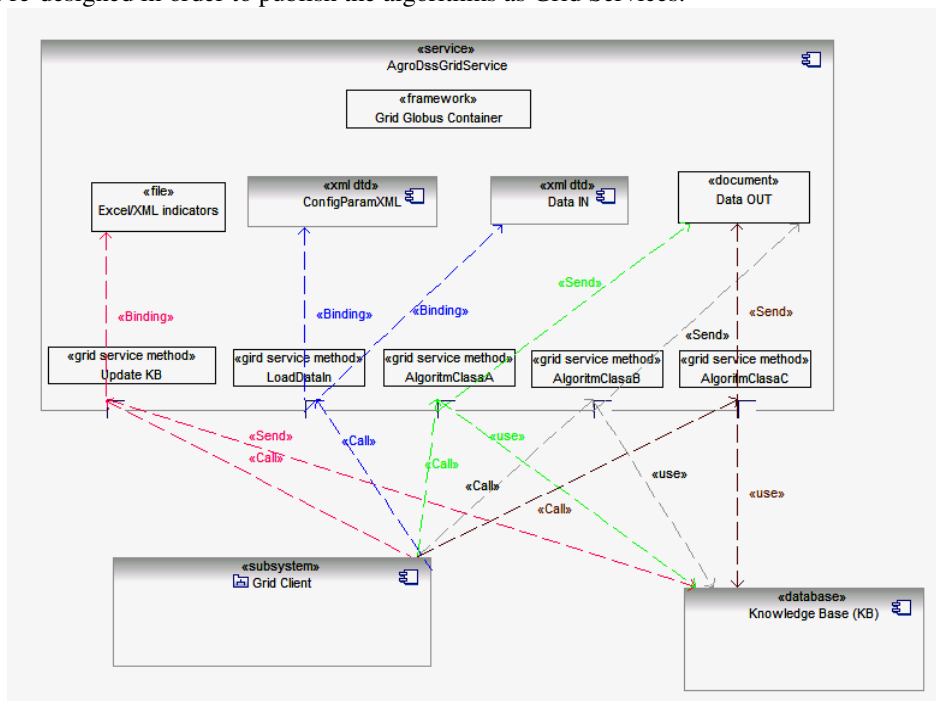 re-designed in order to publish the algorithms as Grid Services.
«service»
AgroDssGridService
«framework»
Grid Globus Container
«file»
Excel/XML indicators
«xml dtd»
ConfigParamXML
«xml dtd»
Data IN
«document»
Data OUT
«Send»
«Binding»
«Binding»
«Binding»
«Send»
«Send»
«grid service method»
Update KB
«gird service method»
LoadDataIn
«grid service method»
AlgoritmClasaA
«grid service method»
AlgoritmClasaB
«grid service method»
AlgoritmClasaC
«Send»
«Call»
«Call»
«use»
«Call»
«Call»
«use»
«Call»
«use»
«subsystem»
Grid Client
«database»
Knowledge Base (KB)